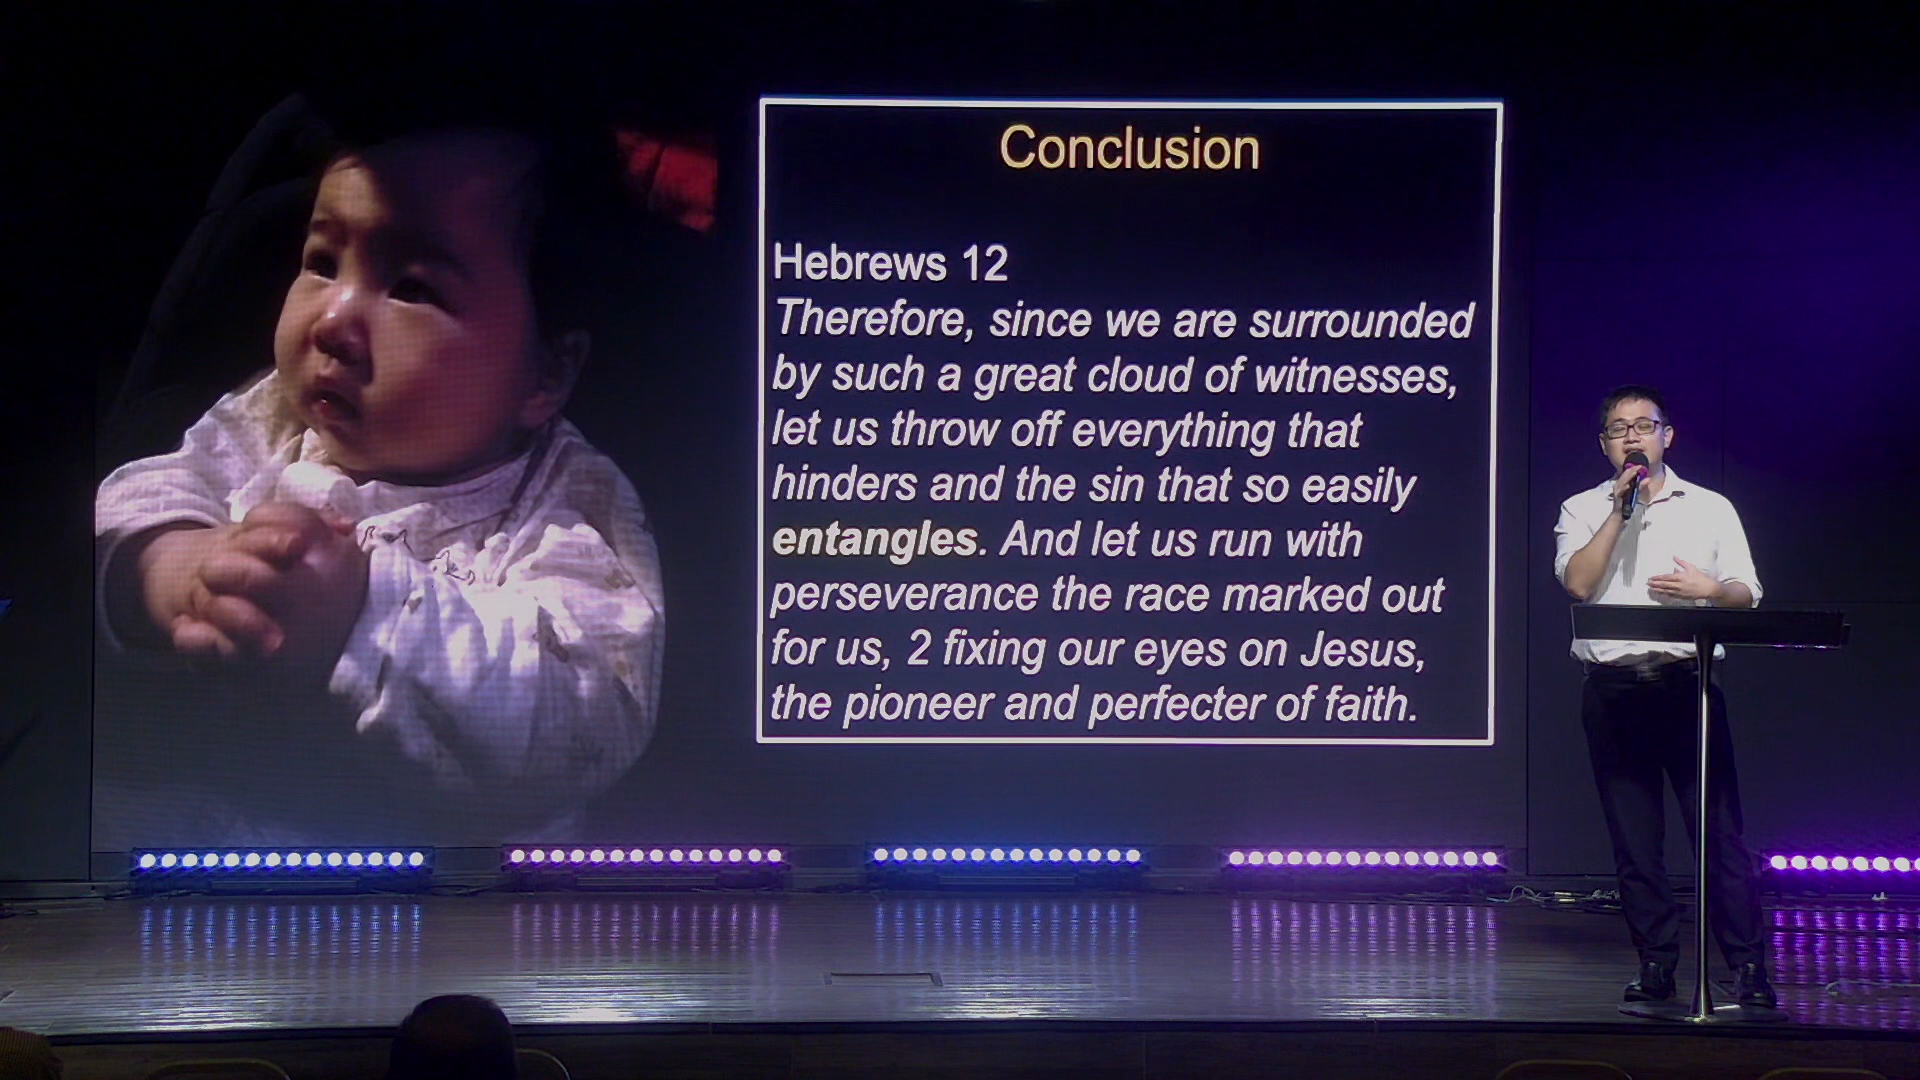 Conclusion
Hebrews 12
Therefore, since we are surrounded
by such a great cloud of witnesses,
let us throw off everything that
hinders and the sin that so easily
entangles. And let us run with
perseverance the race marked out
for us, 2 fixing our eyes on Jesus,
the pioneer and perfecter of faith.